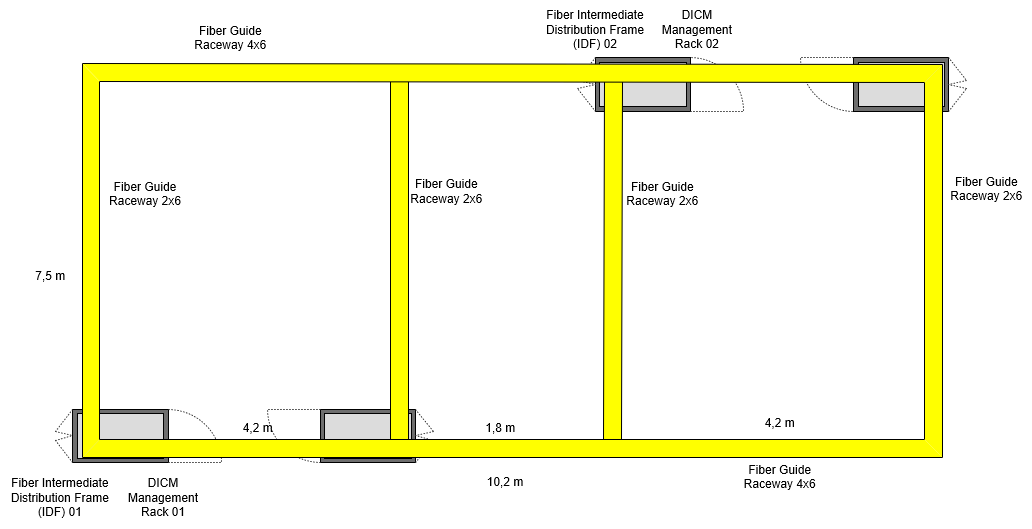 Fiber Guide
Raceway 4x6
Fiber Intermediate
Distribution Frame
(IDF) 02
DICM
Management
Rack 02
Fiber Guide
Raceway 2x6
Fiber Guide
Raceway 2x6
Fiber Guide
Raceway 2x6
Fiber Guide
Raceway 2x6
7,5 m
4,2 m
1,8 m
4,2 m
Fiber Intermediate
Distribution Frame
(IDF) 01
DICM
Management
Rack 01
10,2 m
Fiber Guide
Raceway 4x6